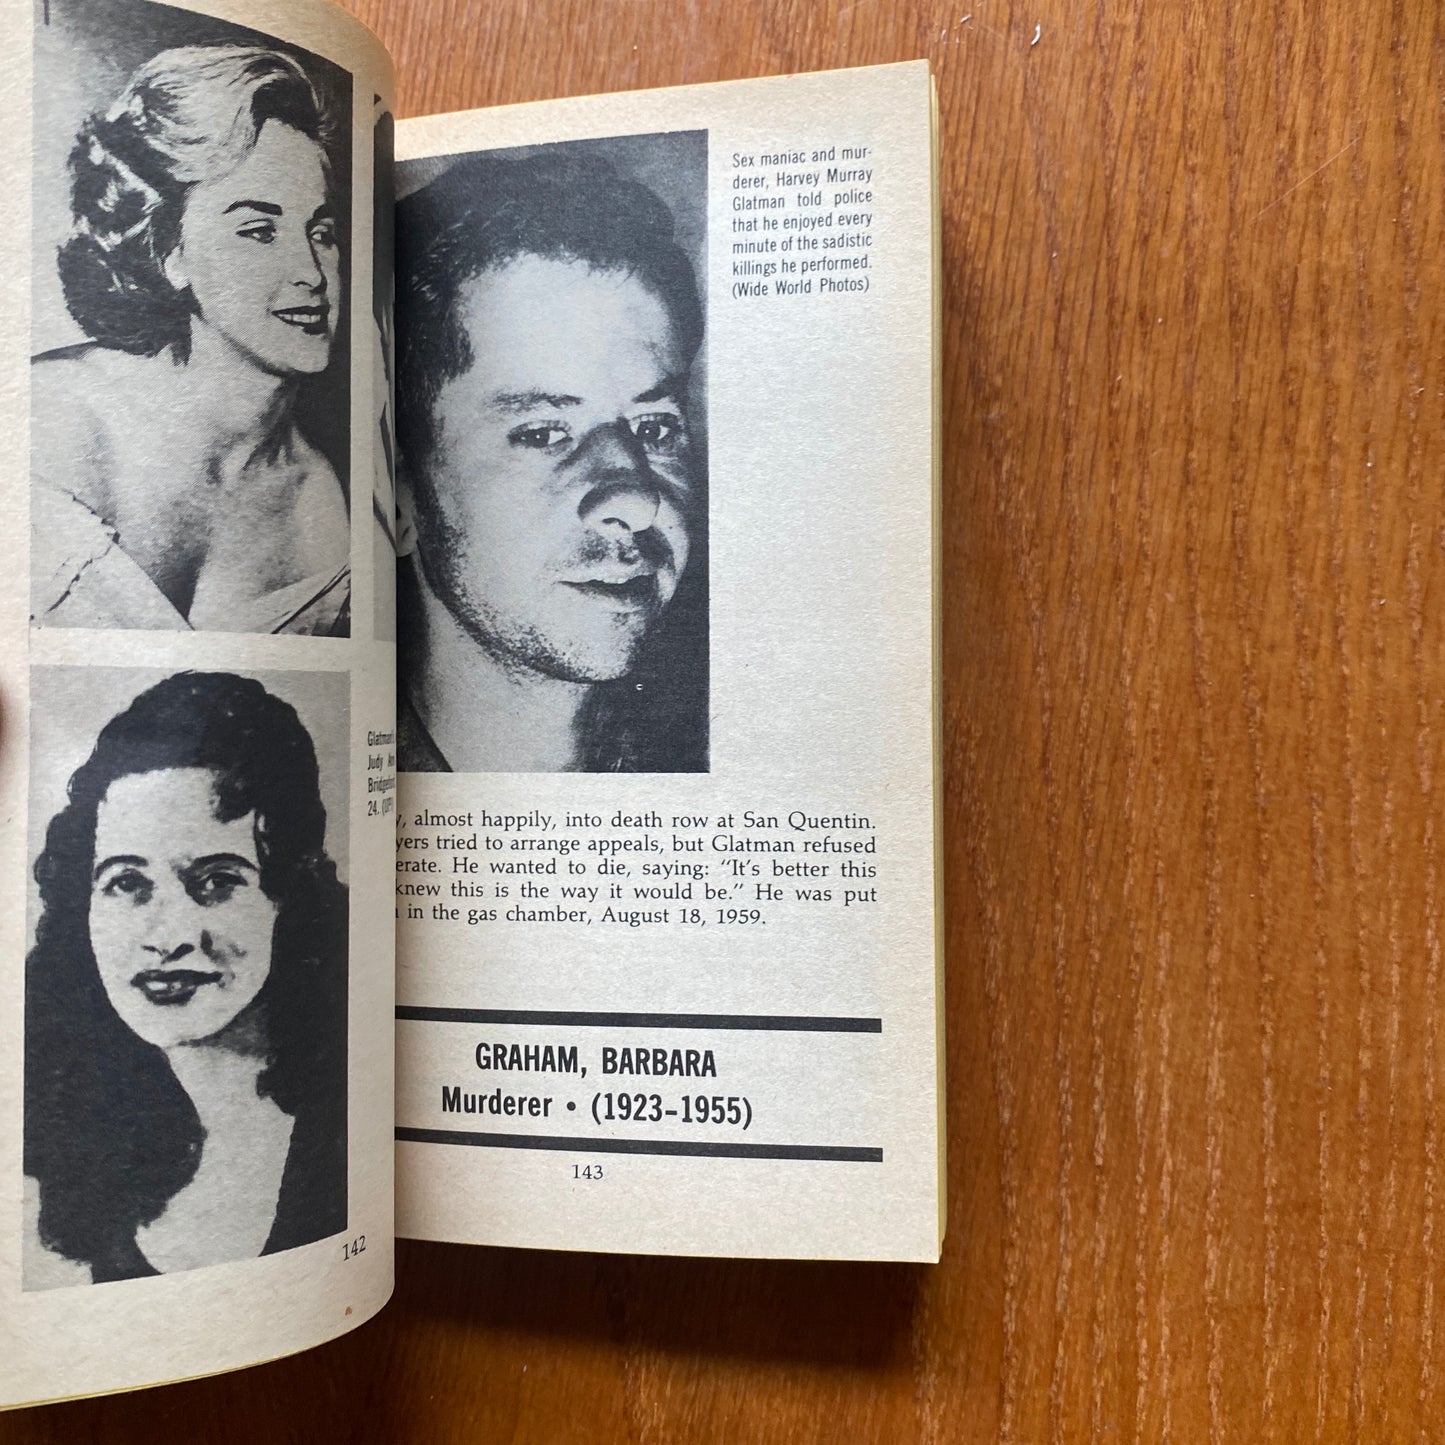 Glatman's
Judy Ann
24. (UPI)
142
Sex maniac and mur-
derer, Harvey Murray
Glatman told police
that he enjoyed every
minute of the sadistic
killings he performed.
(Wide World Photos)
almost happily, into death row at San Quentin.
tried to arrange appeals, but Glatman refused
He wanted to die, saying: "It's better this
knew this is the way it would be." He was put
in the gas chamber, August 18, 1959.
GRAHAM, BARBARA
Murderer • (1923–1955)
143